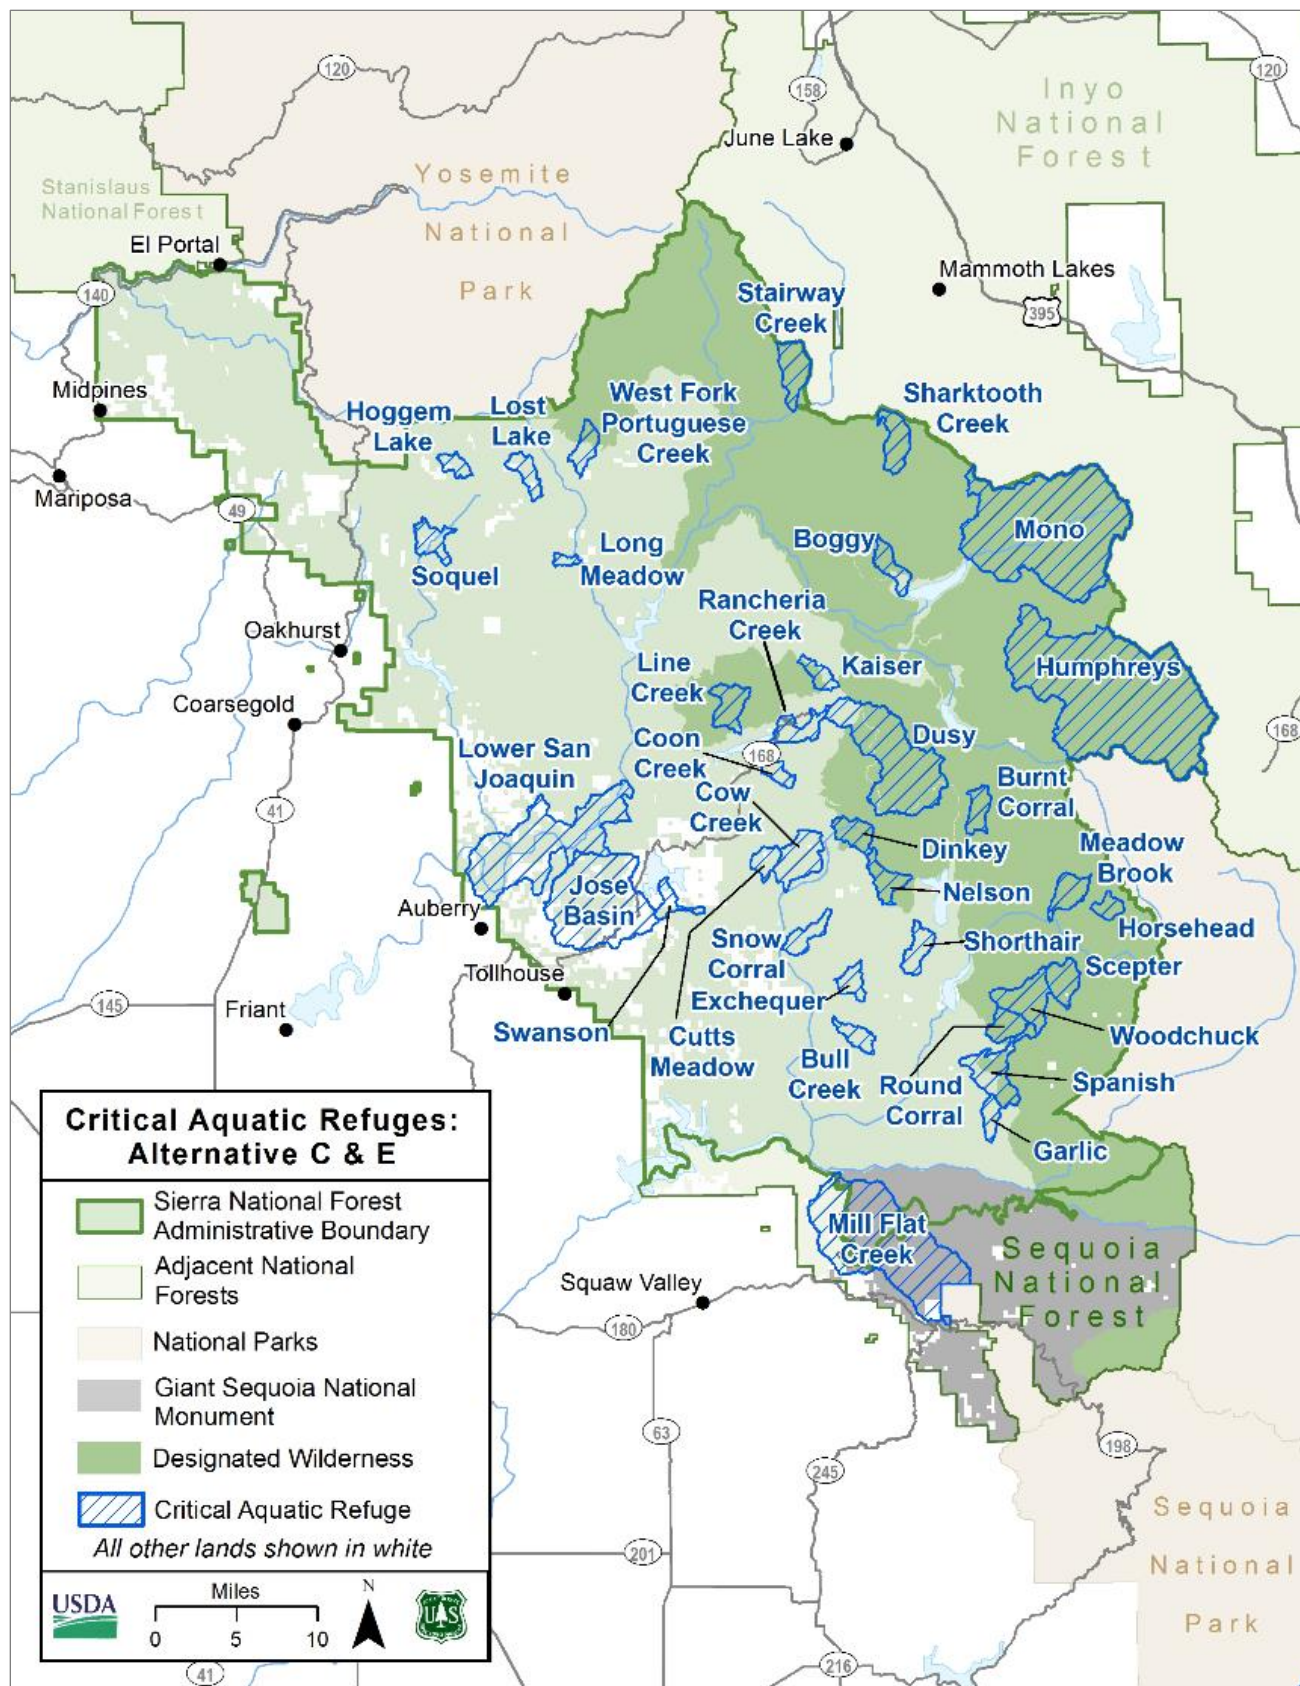 120
158
120
Inyo
National
Forest
June Lake
Yosemite
National
Park
Stanislaus
National Forest
El Portal
140
Mammoth Lakes
395
Stairway
Creek
Midpines
Hoggem
Lake
Lost
Lake
West Fork
Portuguese
Creek
Sharktooth
Creek
Mariposa
49
Mono
Boggy
Long
Meadow
Soquel
Rancheria
Creek
Oakhurst
Line
Creek
Kaiser
Humphreys
Coarsegold
168
Lower San
Joaquin
Coon
Creek
168
Dusy
Burnt
Corral
41
Cow
Creek
Dinkey
Meadow
Brook
Jose
Basin
Nelson
Auberry
Horsehead
Snow
Corral
Shorthair
Scepter
Tollhouse
145
Friant
Exchequer
Swanson
Cutts
Meadow
Woodchuck
Bull
Creek
Round
Corral
Spanish
Garlic
Mill Flat
Creek
Sequoia
National
Forest
Squaw Valley
180
63
198
245
Sequoia
National
Park
201
216
41
Critical Aquatic Refuges:
Alternative C & E
Sierra National Forest
Administrative Boundary
Adjacent National
Forests
National Parks
Giant Sequoia National
Monument
Designated Wilderness
Critical Aquatic Refuge
All other lands shown in white
USDA
Miles
0 5 10
N
U S